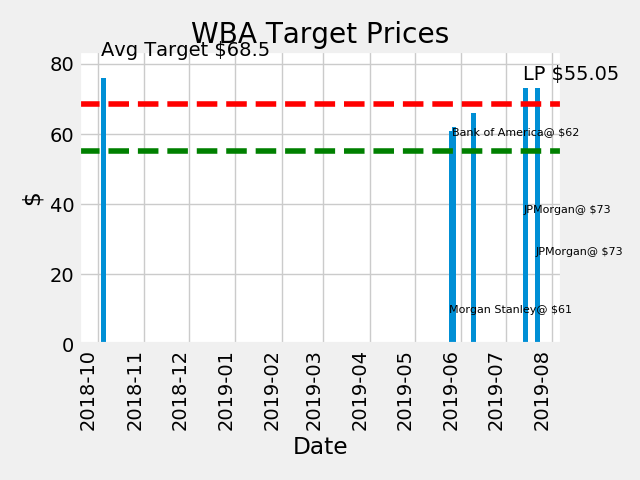 WBA Target Prices
Avg Target $68.5
LP $55.05
80
60
40
20
0
$
Bank of America@ $62
JPMorgan@ $73
JPMorgan@ $73
Morgan Stanley@ $61
2018-10
2018-11
2018-12
2019-01
2019-02
2019-03
2019-04
2019-05
2019-06
2019-07
2019-08
Date